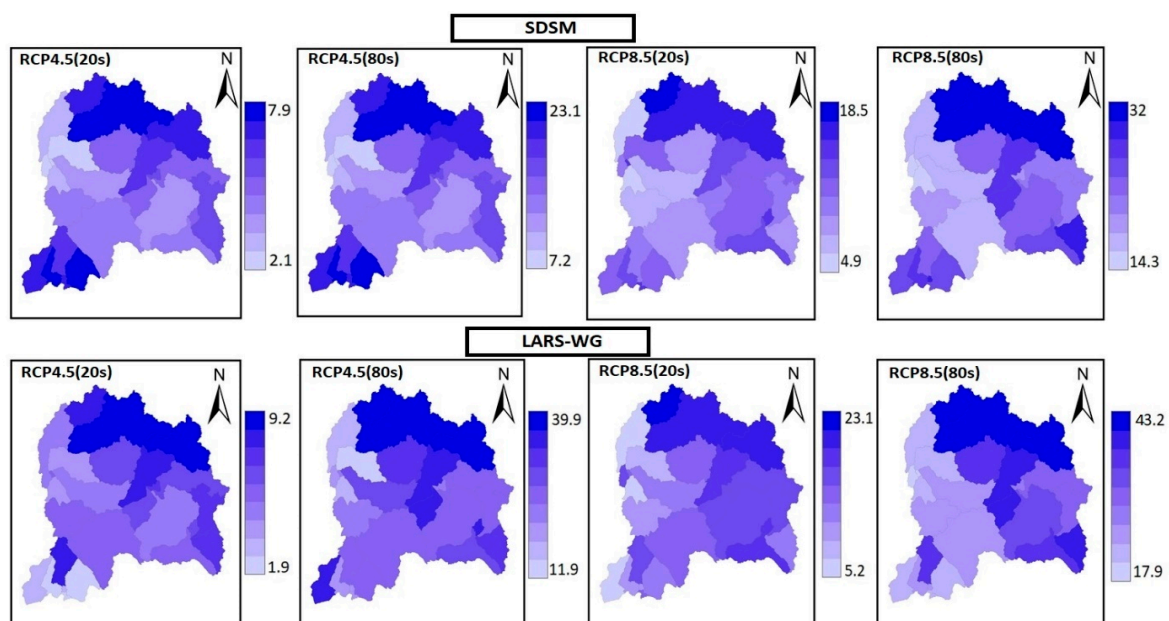 SDSM
RCP4.5(20s) N 7.9 2.1
RCP4.5(80s) N 23.1 7.2
RCP8.5(20s) N 18.5 4.9
RCP8.5(80s) N 32 14.3
LARS-WG
RCP4.5(20s) N 9.2 1.9
RCP4.5(80s) N 39.9 11.9
RCP8.5(20s) N 23.1 5.2
RCP8.5(80s) N 43.2 17.9